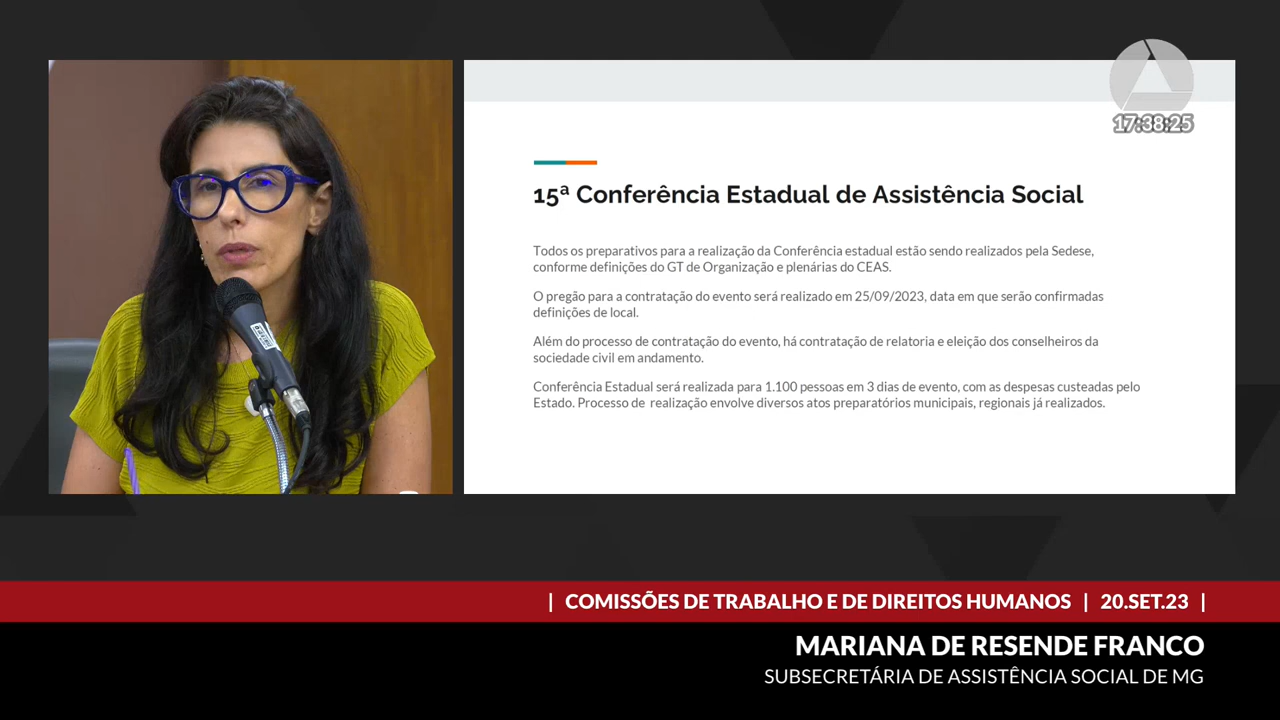 17:38:25
15ª Conferência Estadual de Assistência Social
Todos os preparativos para a realização da Conferência estadual estão sendo realizados pela Sedese,
conforme definições do GT de Organização e plenárias do CEAS.
O pregão para a contratação do evento será realizado em 25/09/2023, data em que serão confirmadas
definições de local.
Além do processo de contratação do evento, há contratação de relatoria e eleição dos conselheiros da
sociedade civil em andamento.
Conferência Estadual será realizada para 1.100 pessoas em 3 dias de evento, com as despesas custeadas pelo
Estado. Processo de realização envolve diversos atos preparatórios municipais, regionais já realizados.
| COMISSÕES DE TRABALHO E DE DIREITOS HUMANOS | 20.SET.23 |
MARIANA DE RESENDE FRANCO
SUBSECRETÁRIA DE ASSISTÊNCIA SOCIAL DE MG